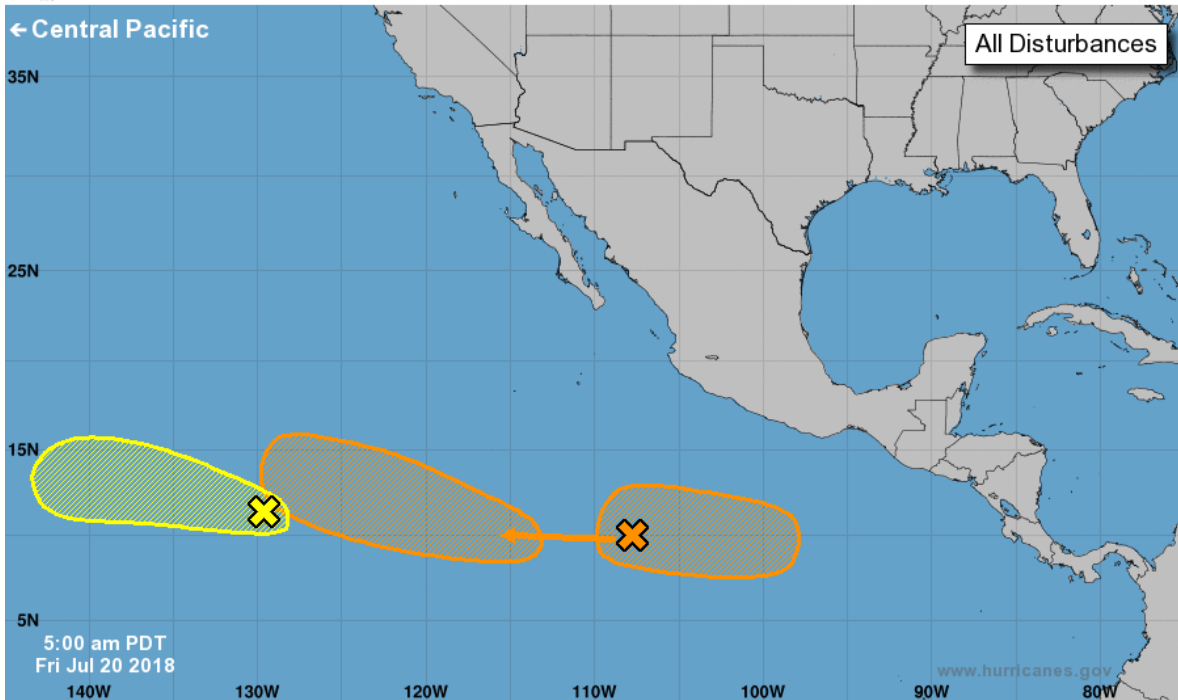 ← Central Pacific
All Disturbances
35N
25N
15N
5N
5:00 am PDT
Fri Jul 20 2018
www.hurricanes.gov
140W 130W 120W 110W 100W 90W 80W